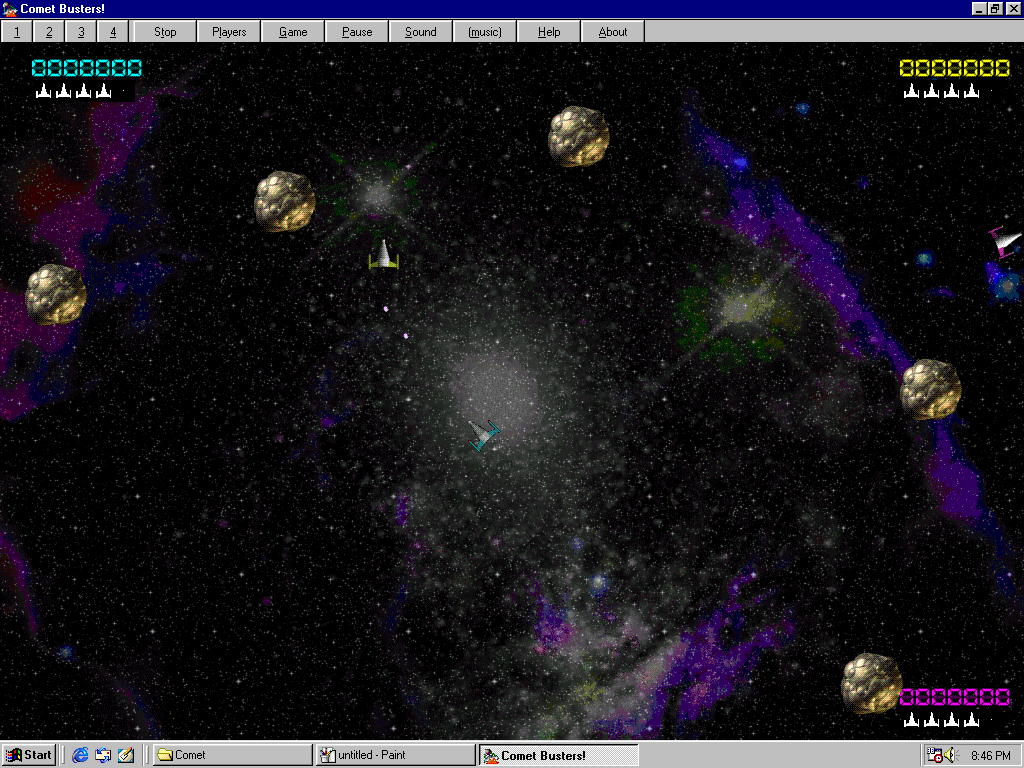 Comet Busters!
1 2 3 4 Stop Players Game Pause Sound (music) Help About
0000000 0000000
0000000
Start Comet untitled - Paint Comet Busters! 8:46 PM